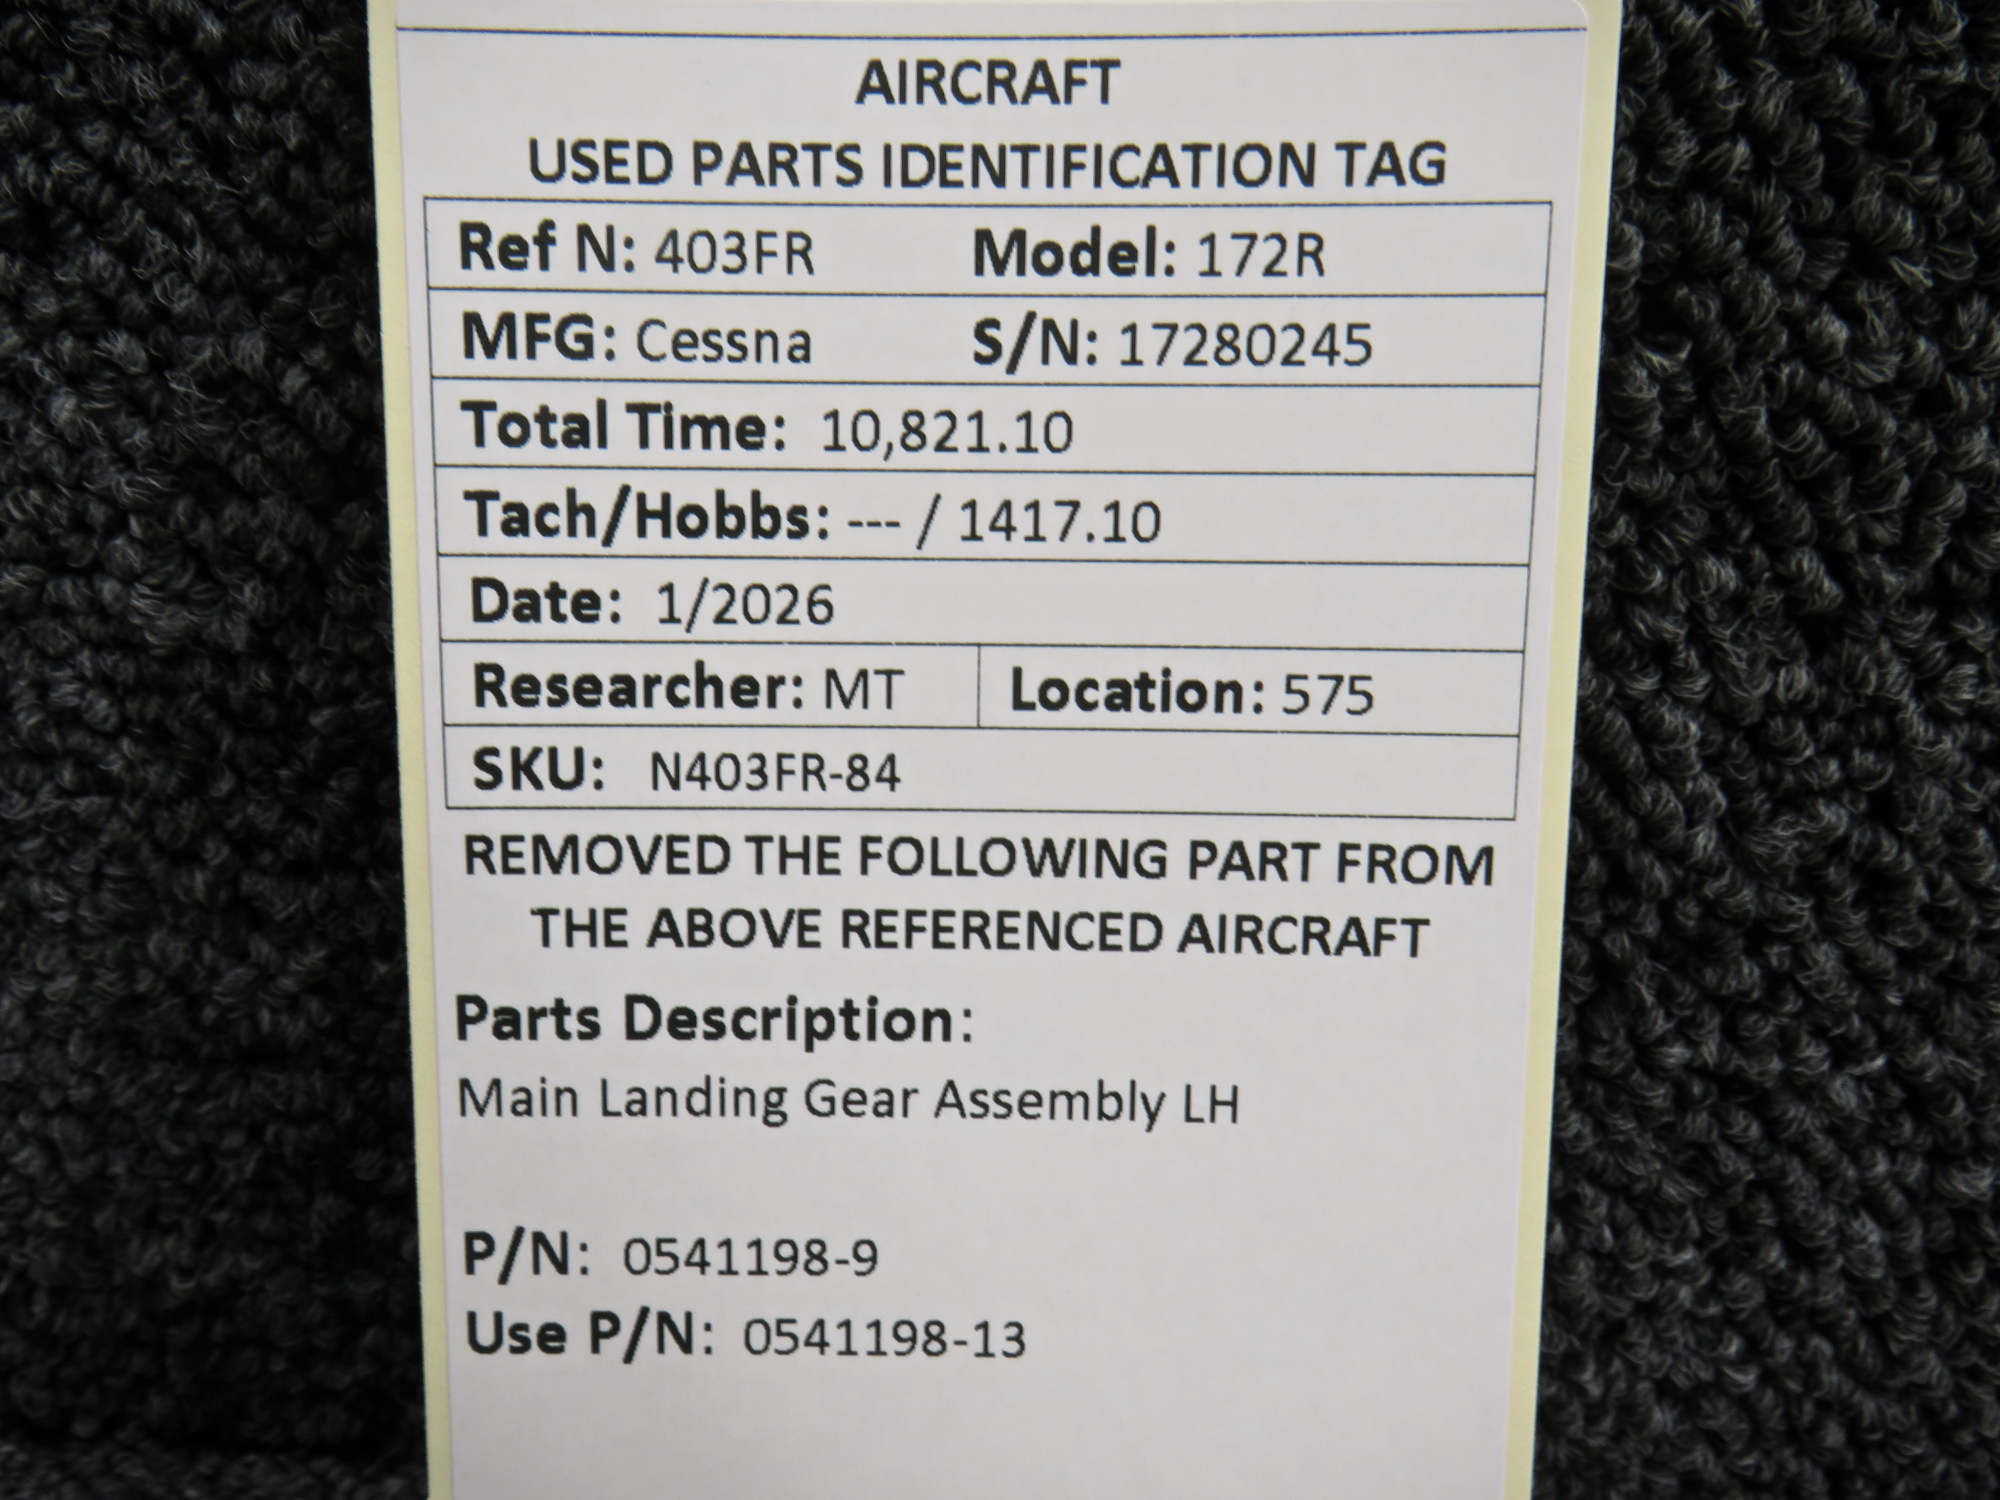 AIRCRAFT
USED PARTS IDENTIFICATION TAG
Ref N: 403FR Model: 172R
MFG: Cessna S/N: 17280245
Total Time: 10,821.10
Tach/Hobbs: --- / 1417.10
Date: 1/2026
Researcher: MT Location: 575
SKU: N403FR-84
REMOVED THE FOLLOWING PART FROM
THE ABOVE REFERENCED AIRCRAFT
Parts Description:
Main Landing Gear Assembly LH
P/N: 0541198-9
Use P/N: 0541198-13